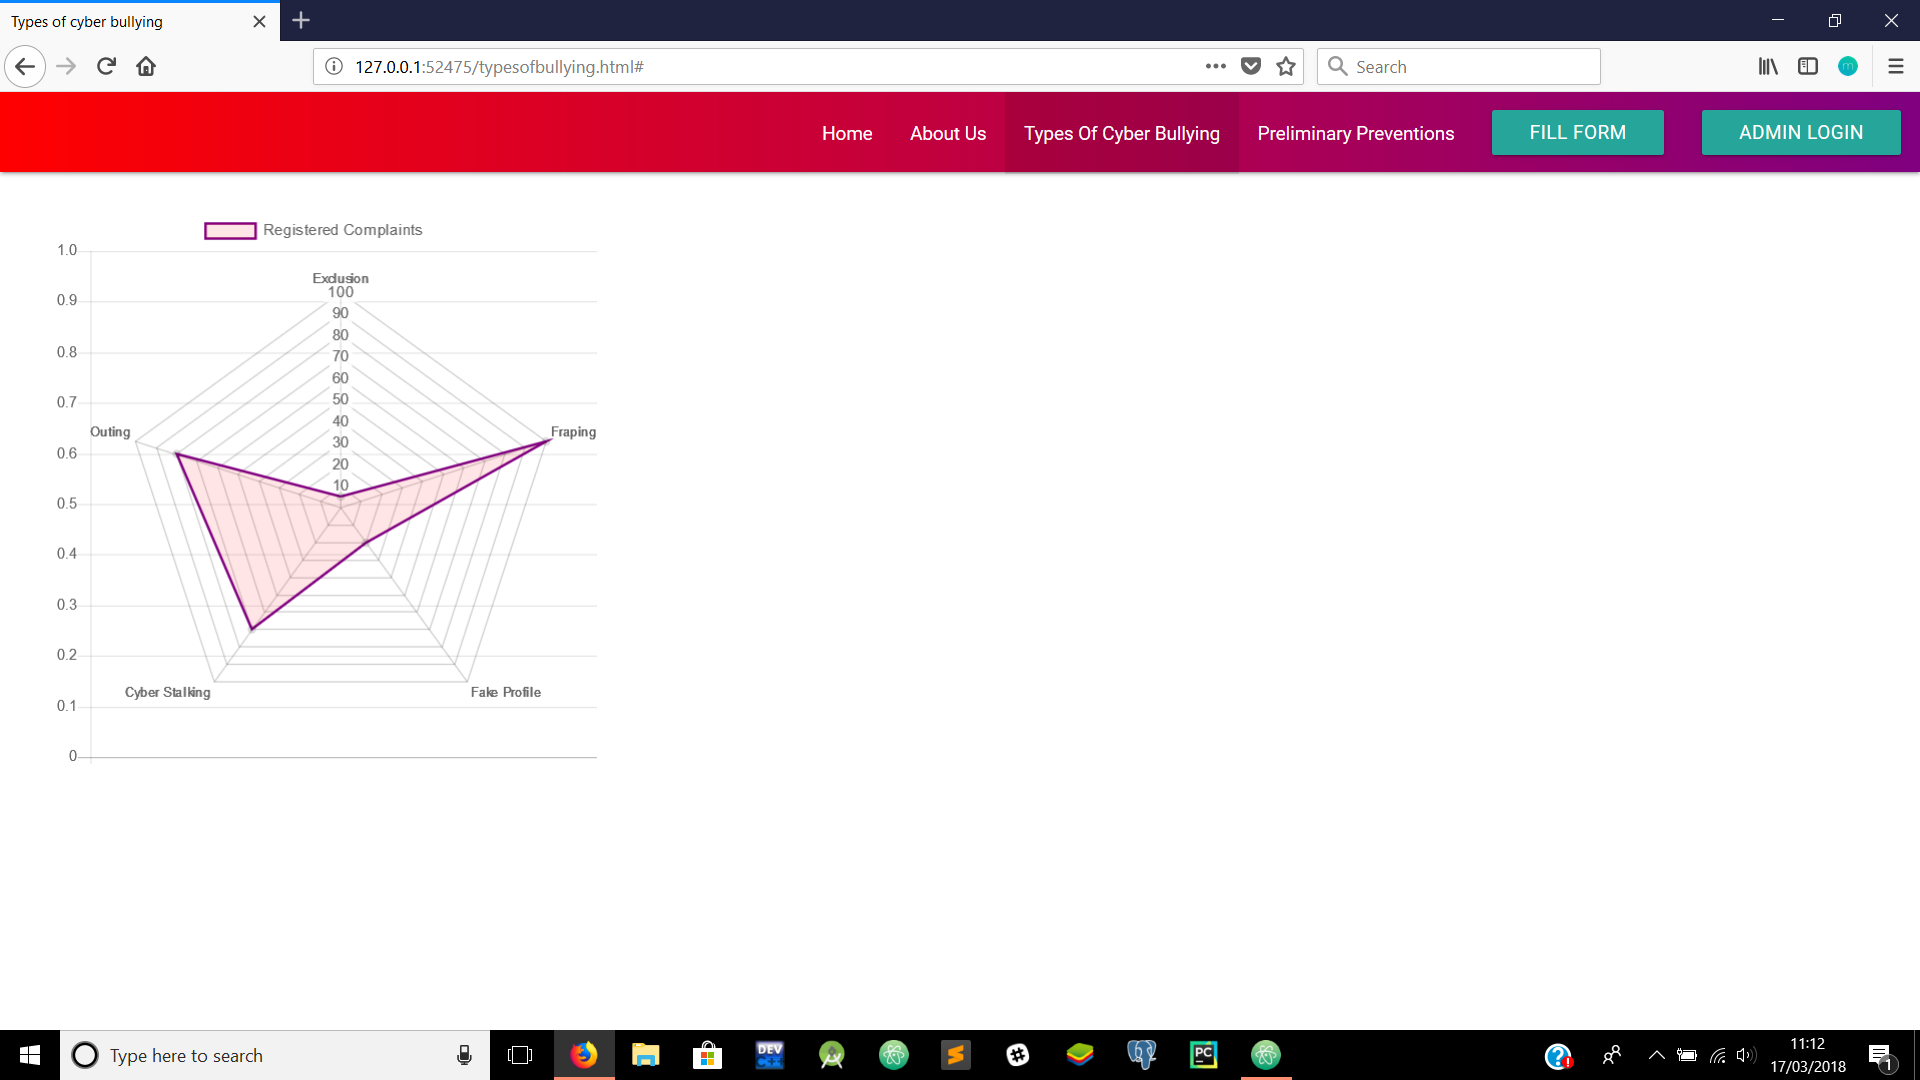 Types of cyber bullying
127.0.0.1:52475/typesofbullying.html#
Search
m
Home About Us Types Of Cyber Bullying Preliminary Preventions FILL FORM ADMIN LOGIN
Registered Complaints
1.0
0.9
0.8
0.7
0.6
0.5
0.4
0.3
0.2
0.1
0
Exclusion
100
90
80
70
60
50
40
30
20
10
Outing
Fraping
Cyber Stalking
Fake Profile
Type here to search
DEV
PC
11:12
17/03/2018
1